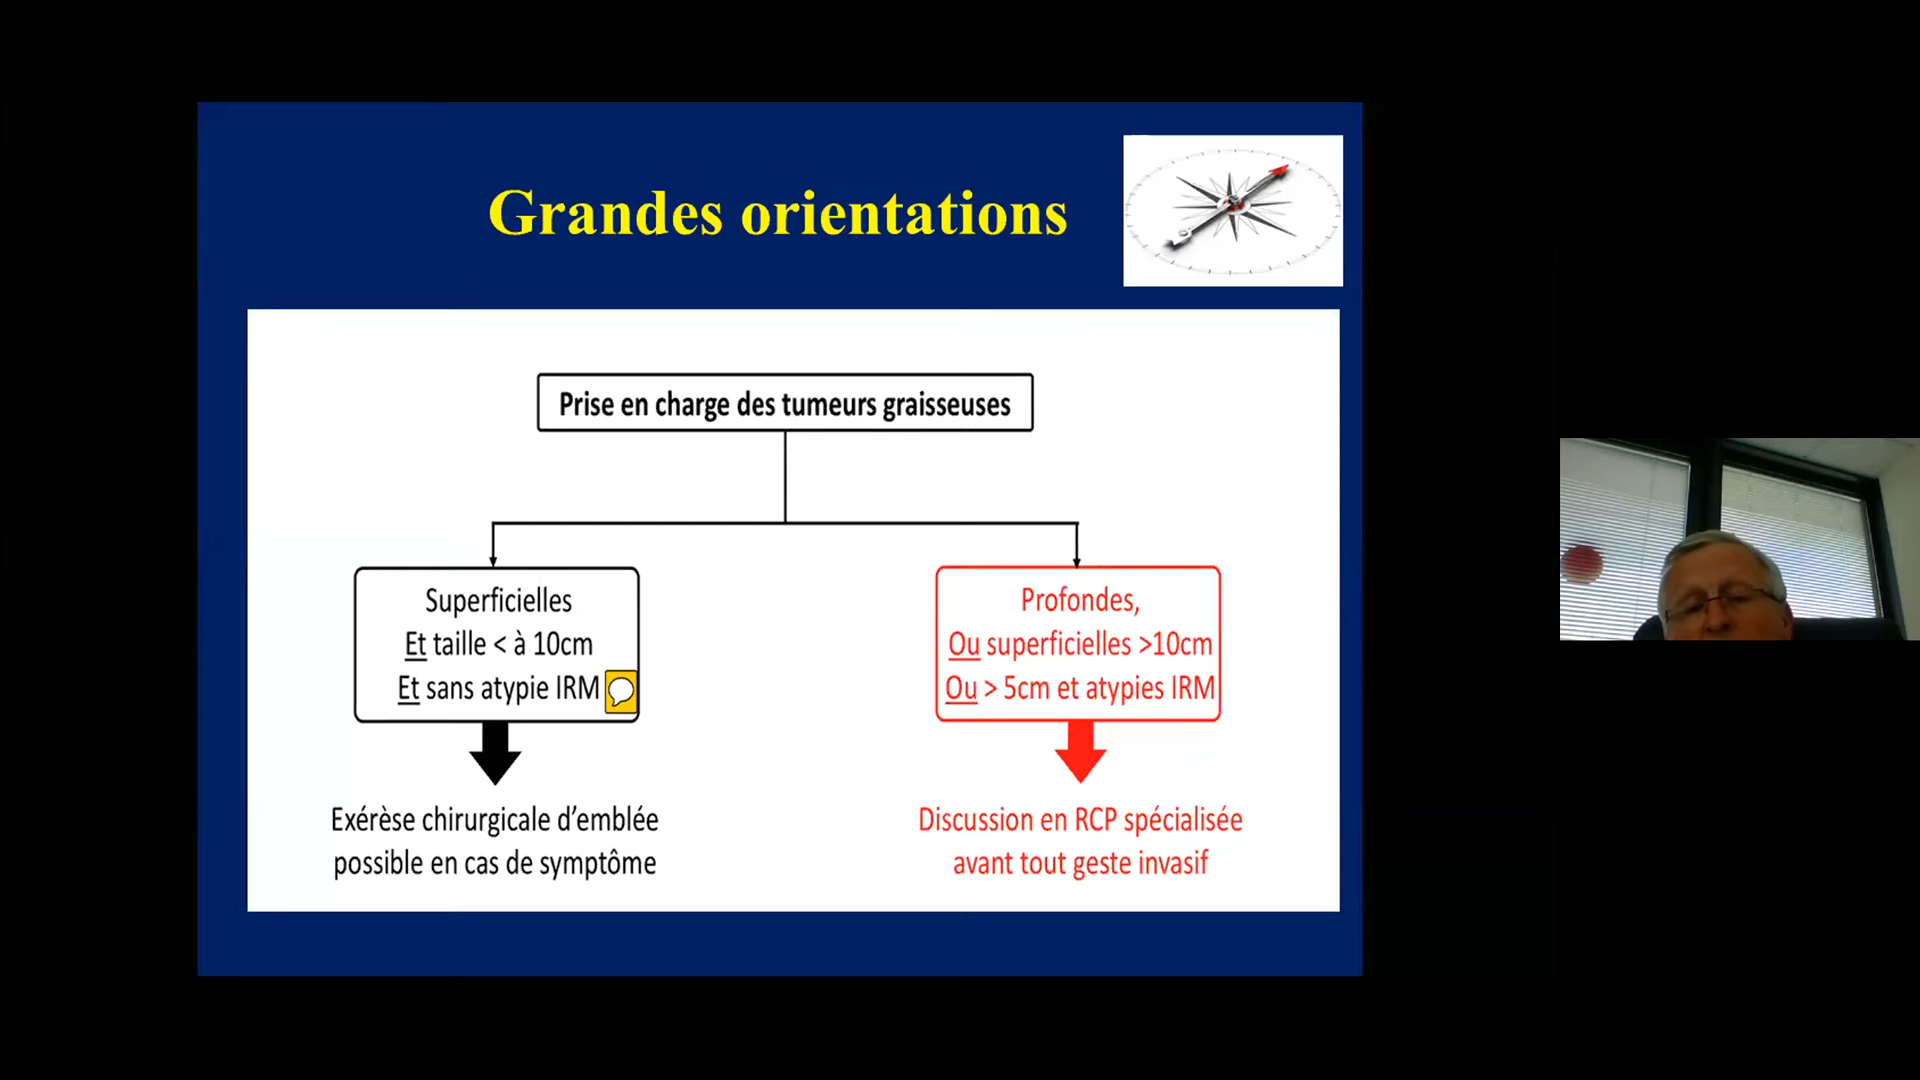 Grandes orientations
Prise en charge des tumeurs graisseuses
Superficielles
Et taille < à 10cm
Et sans atypie IRM
Exérèse chirurgicale d’emblée
possible en cas de symptôme
Profondes,
Ou superficielles >10cm
Ou > 5cm et atypies IRM
Discussion en RCP spécialisée
avant tout geste invasif